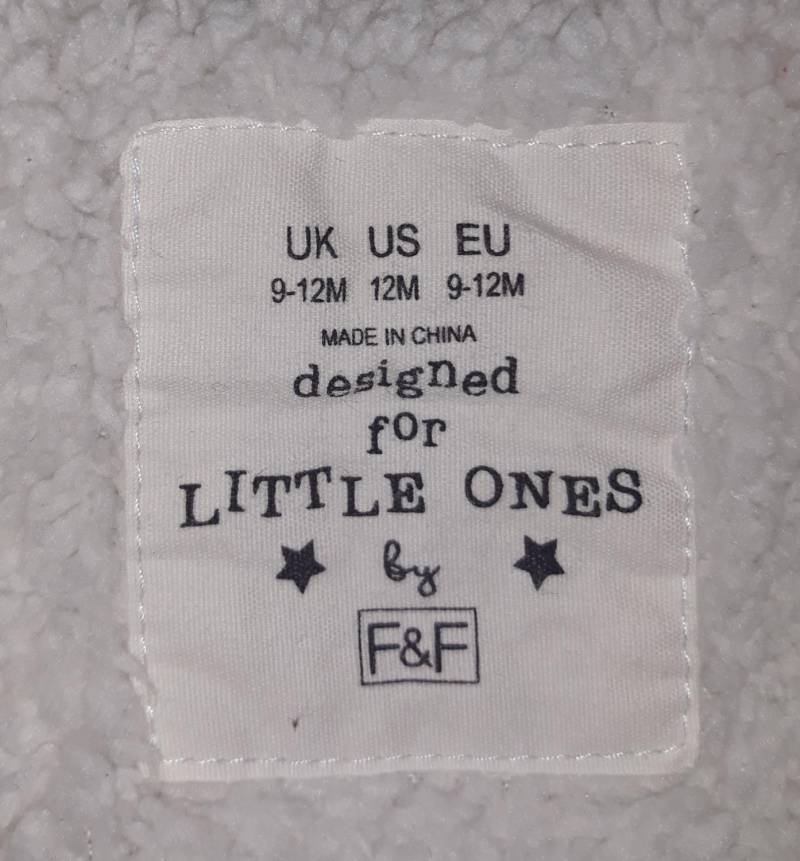 UK US EU
9-12M 12M 9-12M
MADE IN CHINA
designed
for
LITTLE ONES
by
F&F